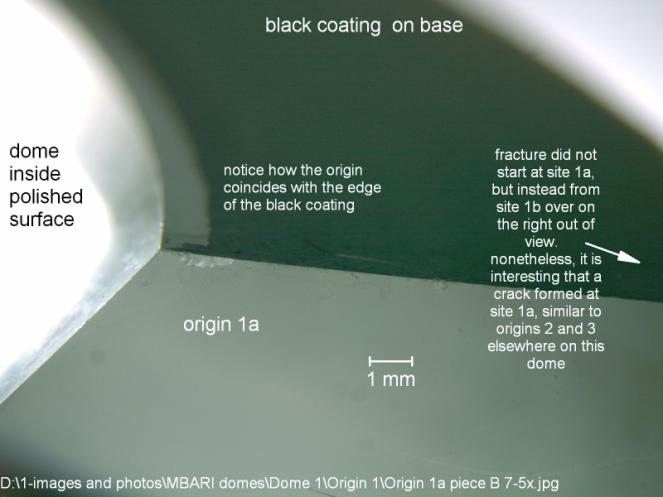 black coating on base
dome
inside
polished
surface
notice how the origin
coincides with the edge
of the black coating
fracture did not
start at site 1a,
but instead from
site 1b over on
the right out of
view.
nonetheless, it is
interesting that a
crack formed at
site 1a, similar to
origins 2 and 3
elsewhere on this
dome
origin 1a
1 mm
D:\1-images and photos\MBARI domes\Dome 1\Origin 1\Origin 1a piece B 7-5x.jpg